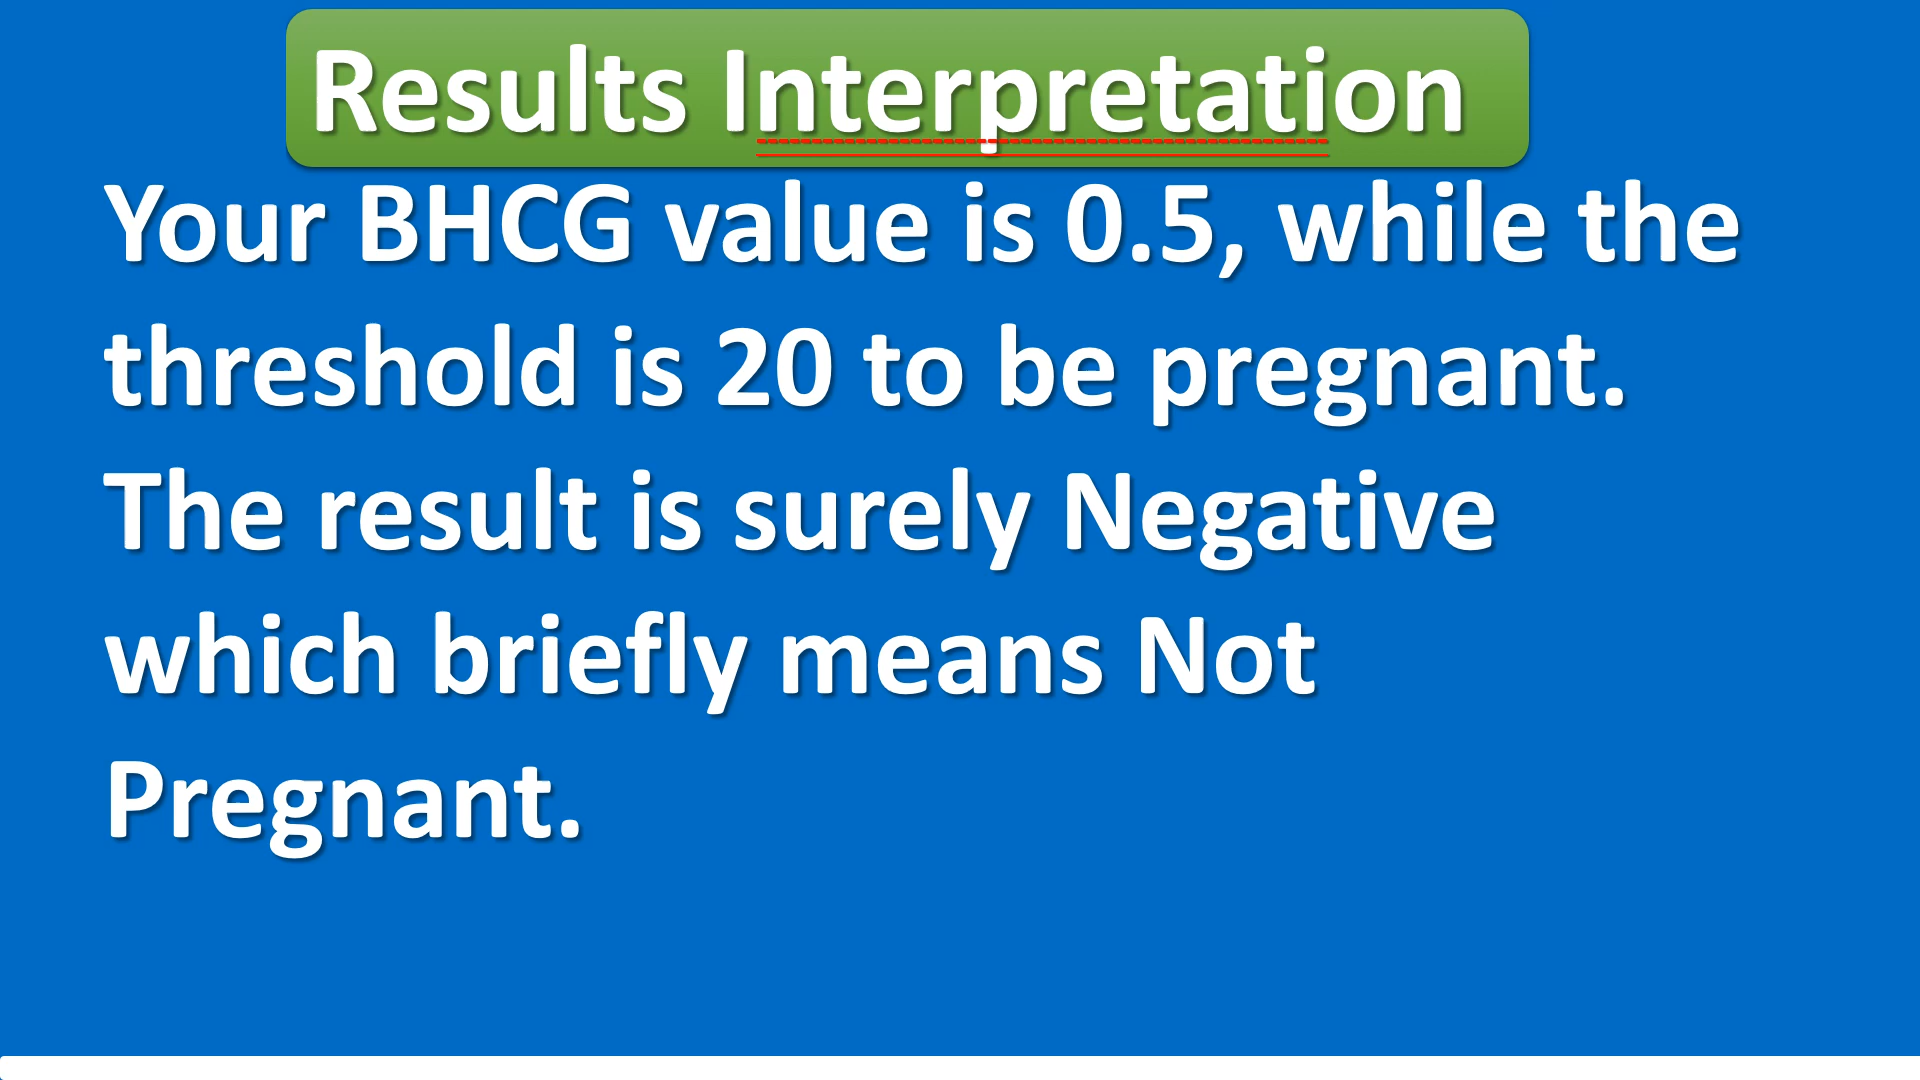 Results Interpretation
Your BHCG value is 0.5, while the
threshold is 20 to be pregnant.
The result is surely Negative
which briefly means Not
Pregnant.